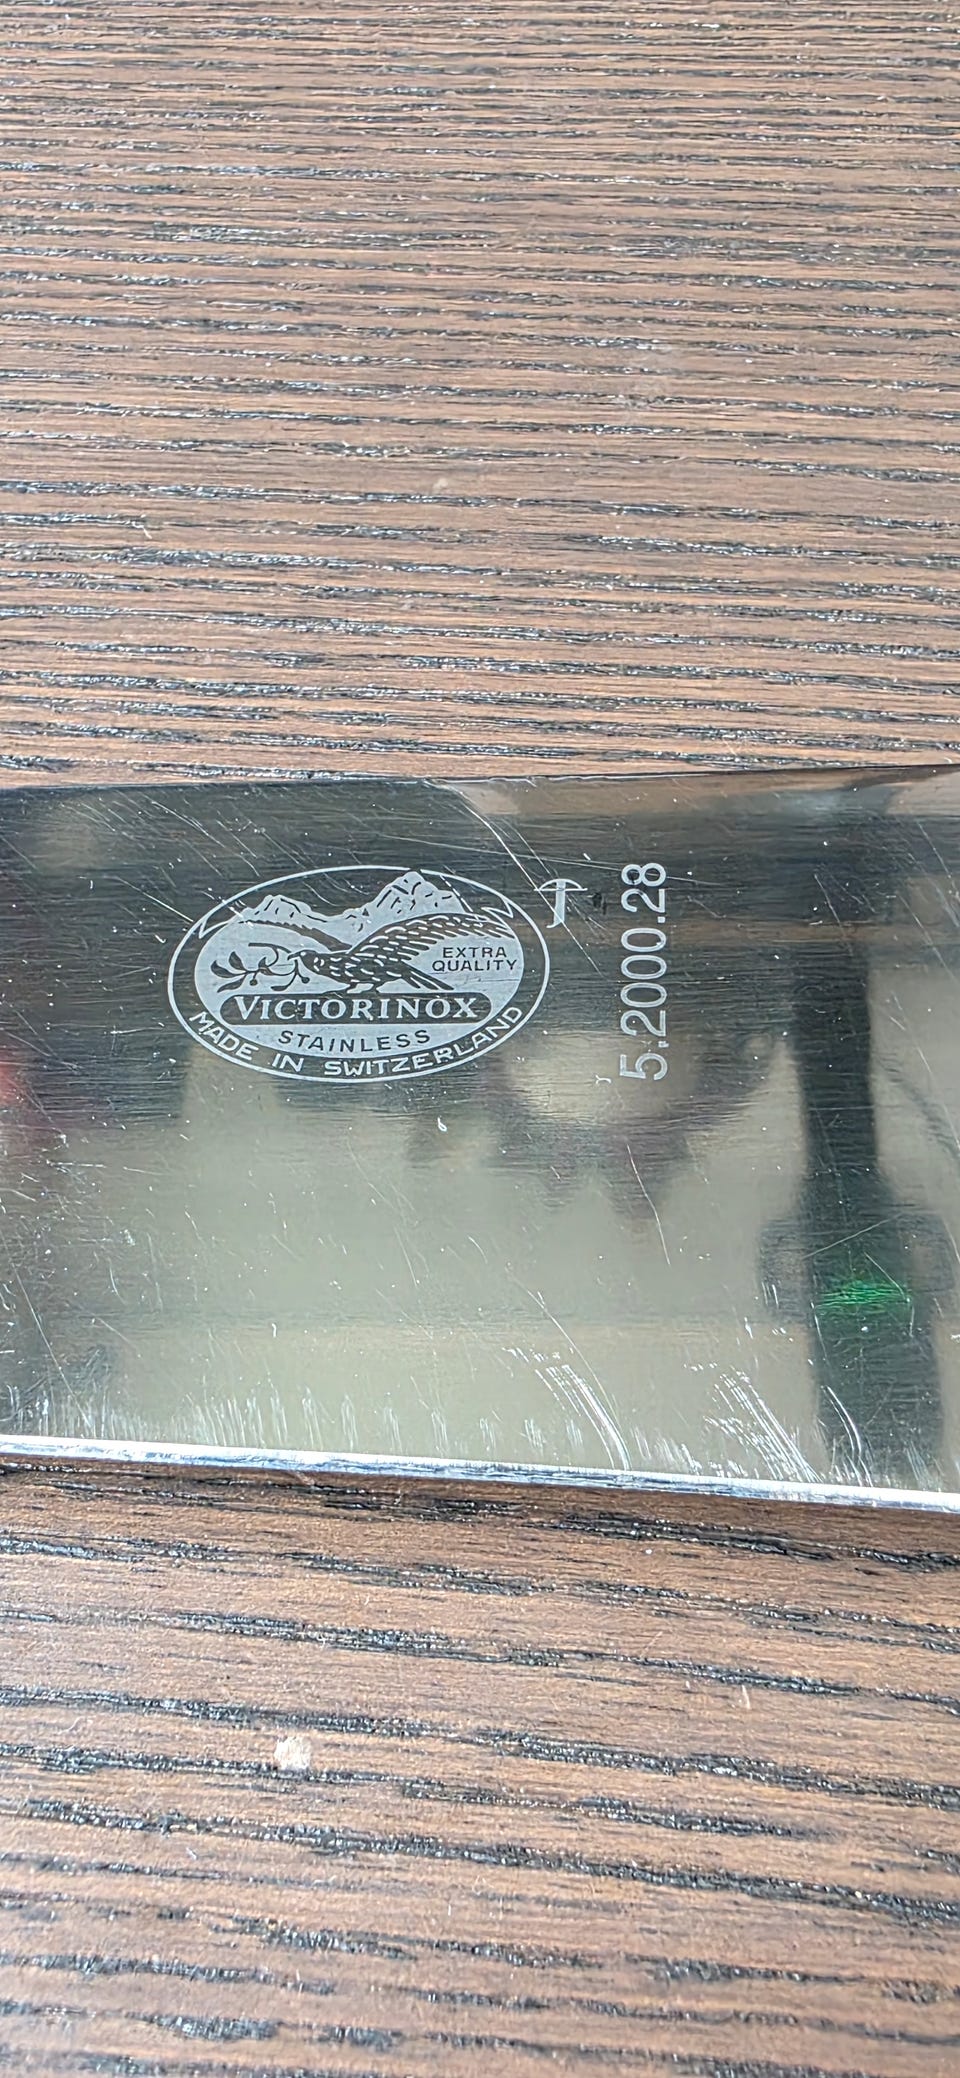 EXTRA
QUALITY
VICTORINOX
STAINLESS
MADE IN SWITZERLAND
5.2000.28